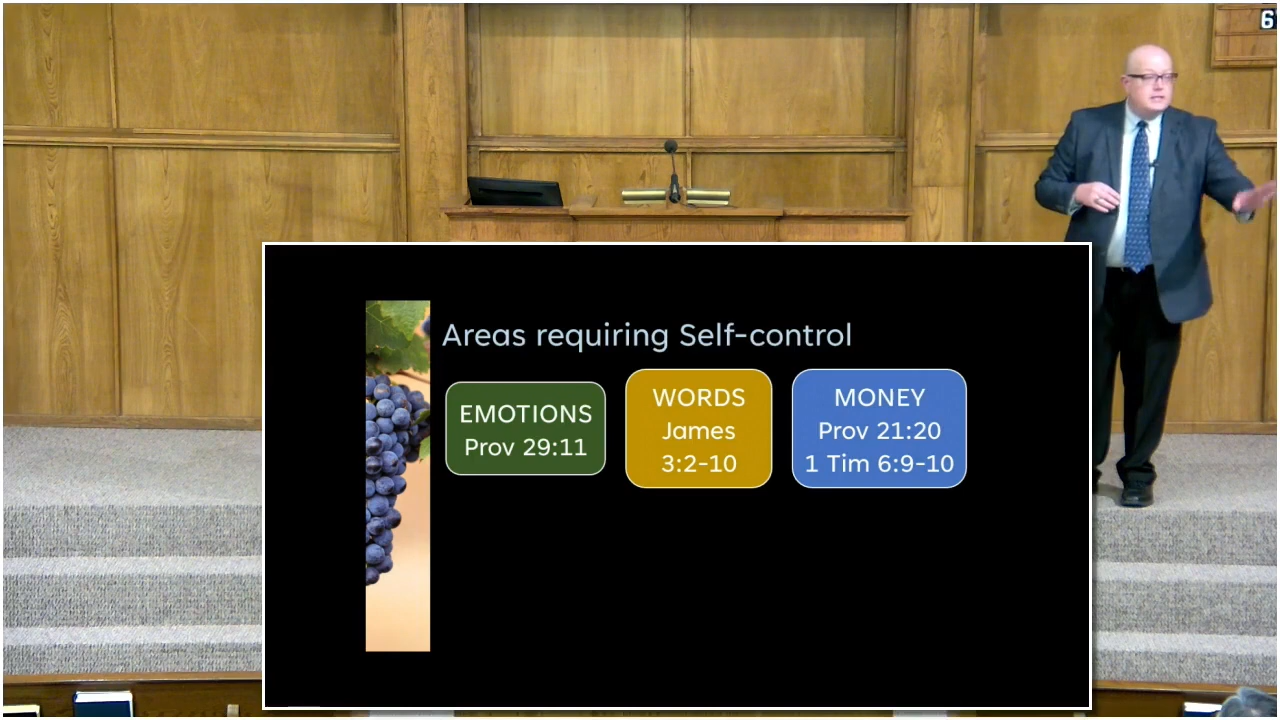 6
Areas requiring Self-control
EMOTIONS
Prov 29:11
WORDS
James
3:2-10
MONEY
Prov 21:20
1 Tim 6:9-10